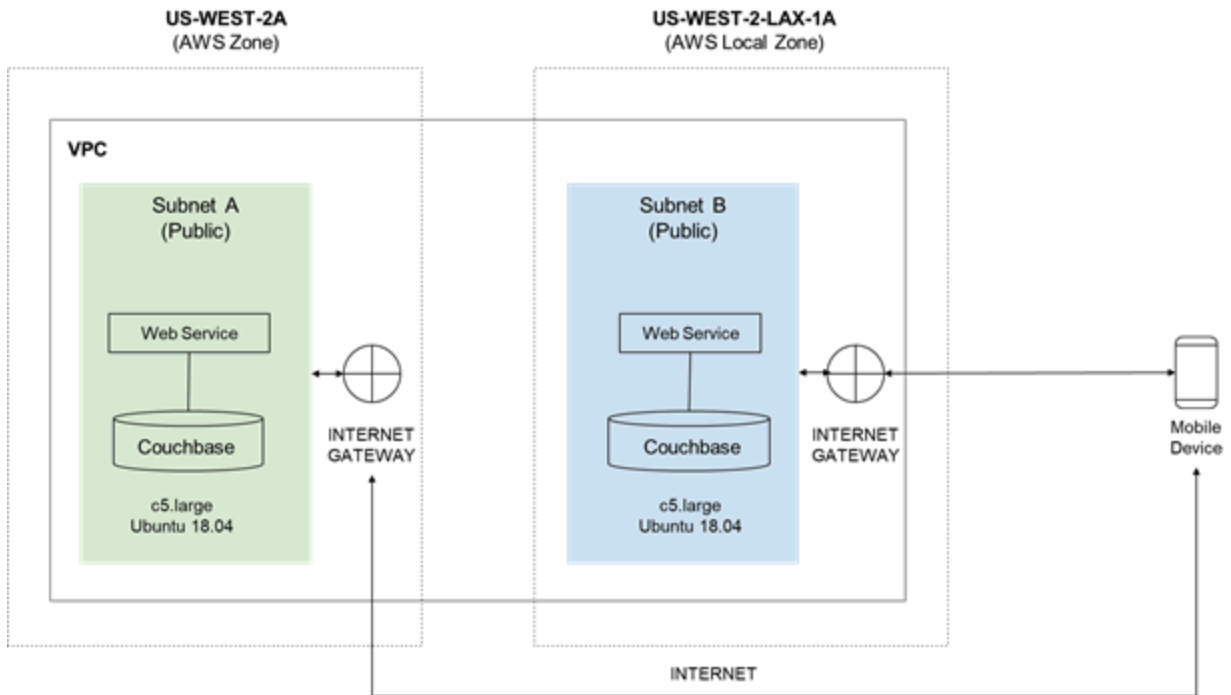 US-WEST-2A
(AWS Zone)
US-WEST-2-LAX-1A
(AWS Local Zone)
VPC
Subnet A
(Public)
Web Service
Couchbase
c5.large
Ubuntu 18.04
INTERNET
GATEWAY
Subnet B
(Public)
Web Service
Couchbase
c5.large
Ubuntu 18.04
INTERNET
GATEWAY
Mobile
Device
INTERNET